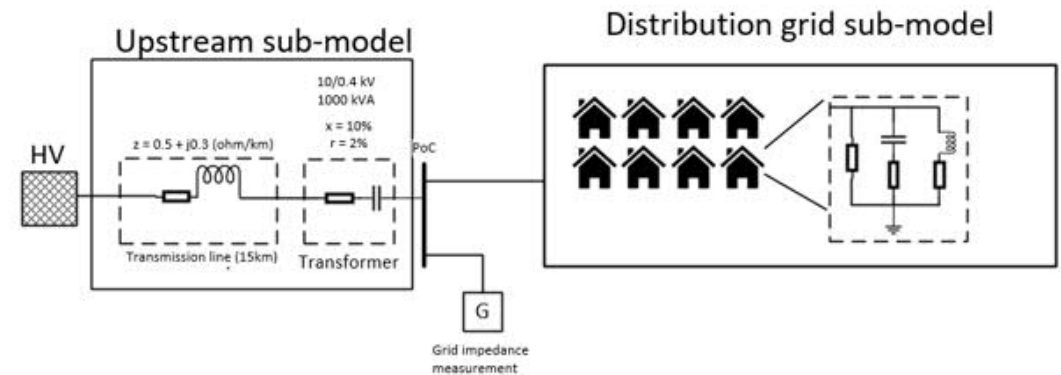 Upstream sub-model
Distribution grid sub-model
10/0.4 kV
1000 kVA
x = 10%
r = 2%
z = 0.5 + j0.3 (ohm/km)
HV
PoC
Transmission line (15km)
Transformer
G
Grid impedance
measurement